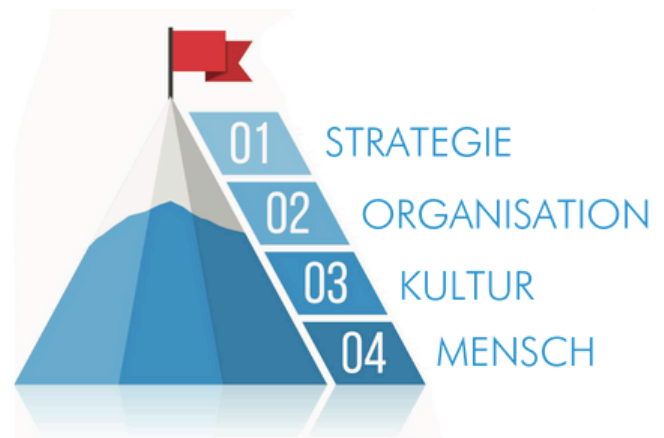 01 STRATEGIE
02 ORGANISATION
03 KULTUR
04 MENSCH